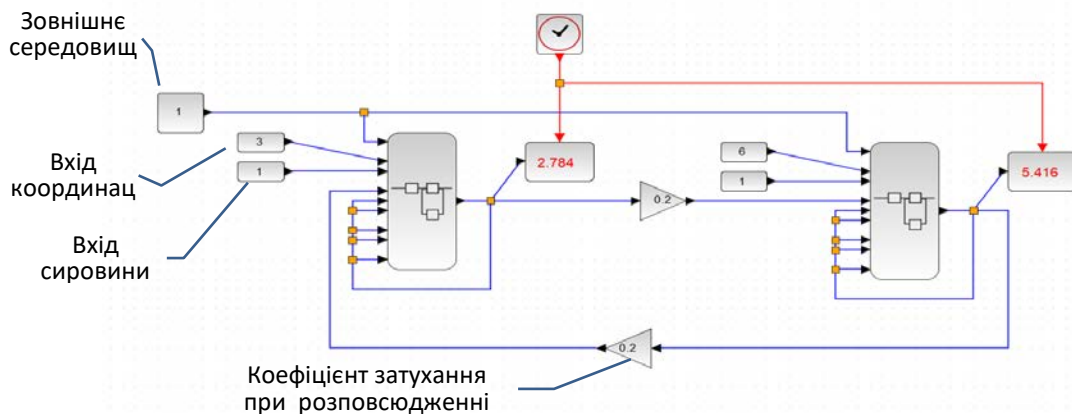 Зовнішнє
середовищ
1
3
1
Вхід
координац
Вхід
сировини
2.784
0.2
6
1
5.416
0.2
Коефіцієнт затухання
при розповсюдженні